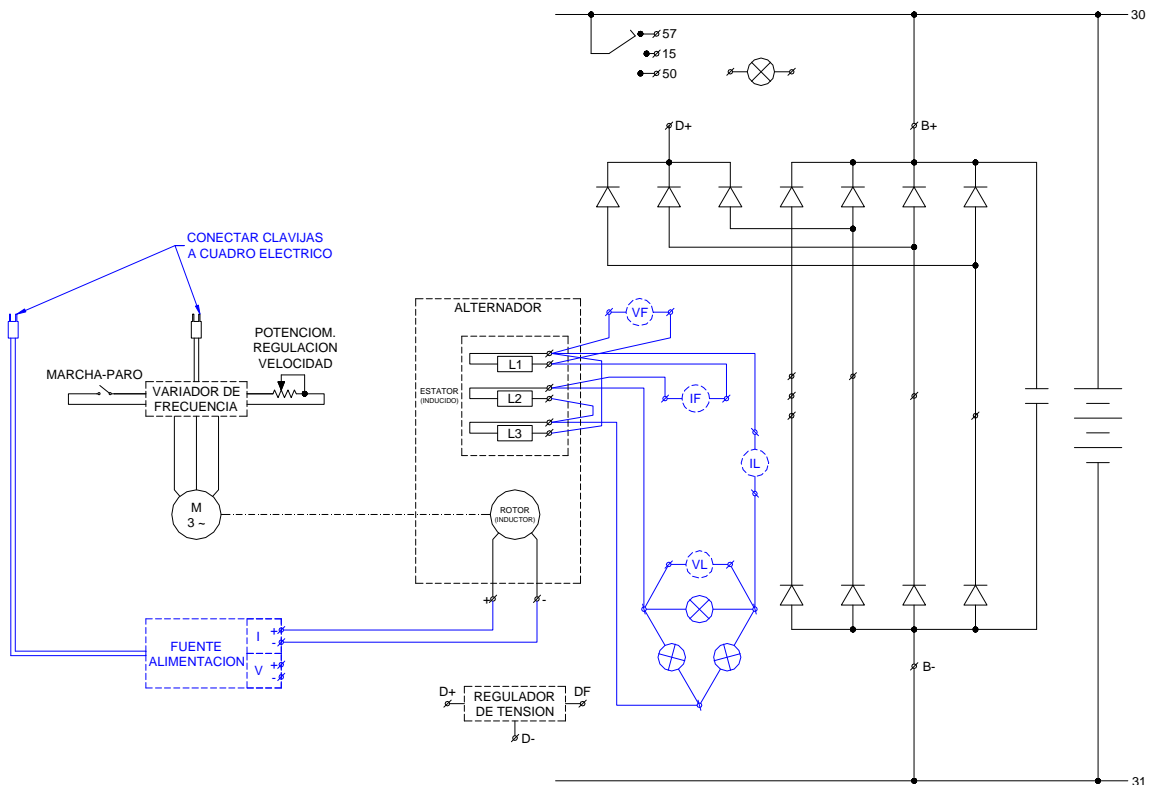 30
57
15
50
D+
B+
CONECTAR CLAVIJAS
A CUADRO ELECTRICO
ALTERNADOR
VF
POTENCIOM.
REGULACION
VELOCIDAD
MARCHA-PARO
VARIADOR DE
FRECUENCIA
L1
ESTATOR
(INDUCIDO)
L2
IF
L3
IL
M
3 ~
ROTOR
(INDUCTOR)
VL
+
-
FUENTE
ALIMENTACION
I
+
-
V
+
-
B-
D+
REGULADOR
DE TENSION
DF
D-
31